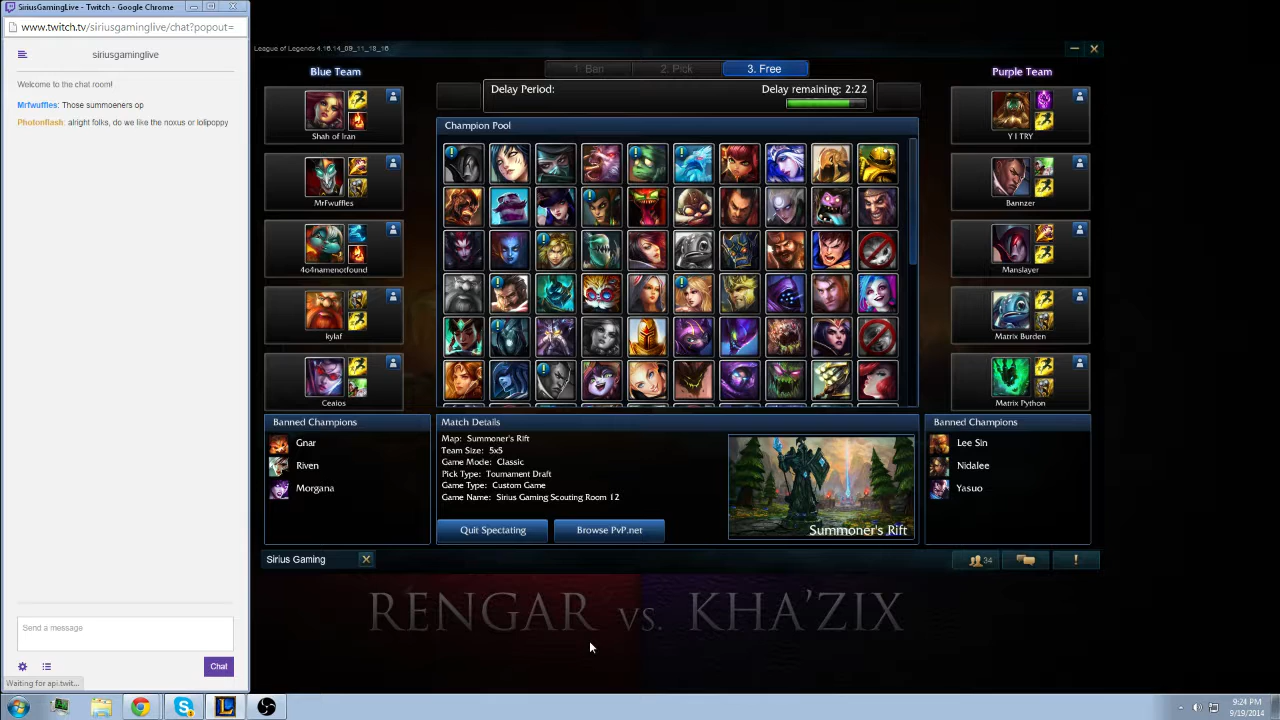 SiriusGamingLive - Twitch - Google Chrome
www.twitch.tv/siriusgaminglive/chat?popout=
siriusgaminglive
Welcome to the chat room!
Mrfwuffles: Those summoeners op
Photonflash: alright folks, do we like the noxus or lolipoppy
Send a message
Chat
Waiting for api.twit...
League of Legends 4.16.14_09_11_18_16
Blue Team
1. Ban
2. Pick
3. Free
Purple Team
Delay Period:
Delay remaining: 2:22
Champion Pool
Shah of Iran
MrFwuffles
4o4namenotfound
kylaf
Ceaios
Y I TRY
Bannzer
Manslayer
Matrix Burden
Matrix Python
Banned Champions
Gnar
Riven
Morgana
Match Details
Map: Summoner's Rift
Team Size: 5x5
Game Mode: Classic
Pick Type: Tournament Draft
Game Type: Custom Game
Game Name: Sirius Gaming Scouting Room 12
Quit Spectating
Browse PvP.net
Summoner's Rift
Banned Champions
Lee Sin
Nidalee
Yasuo
Sirius Gaming
34
RENGAR VS. KHA'ZIX
9:24 PM
9/19/2014